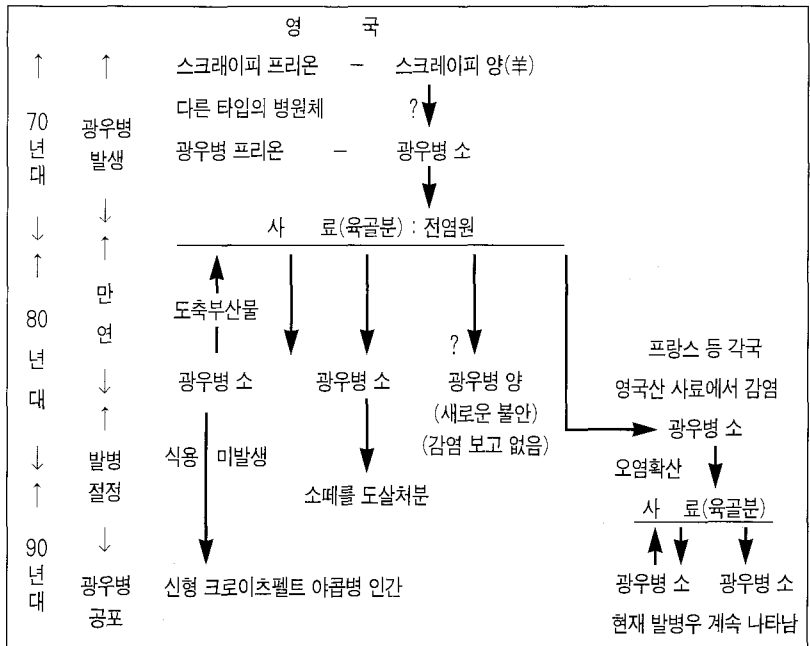 영 국
스크래이피 프리온 – 스크레이피 양(羊)
다른 타입의 병원체 ?
광우병 프리온 – 광우병 소
사 료(육골분) : 전염원
70년대
광우병 발생
80년대
만연
발병 절정
90년대
광우병 공포
도축부산물
?
광우병 소
광우병 소
광우병 양
(새로운 불안)
(감염 보고 없음)
식용 미발생
소떼를 도살처분
신형 크로이츠펠트 야콥병 인간
프랑스 등 각국
영국산 사료에서 감염
광우병 소
오염확산
사 료(육골분)
광우병 소 광우병 소
현재 발병우 계속 나타남